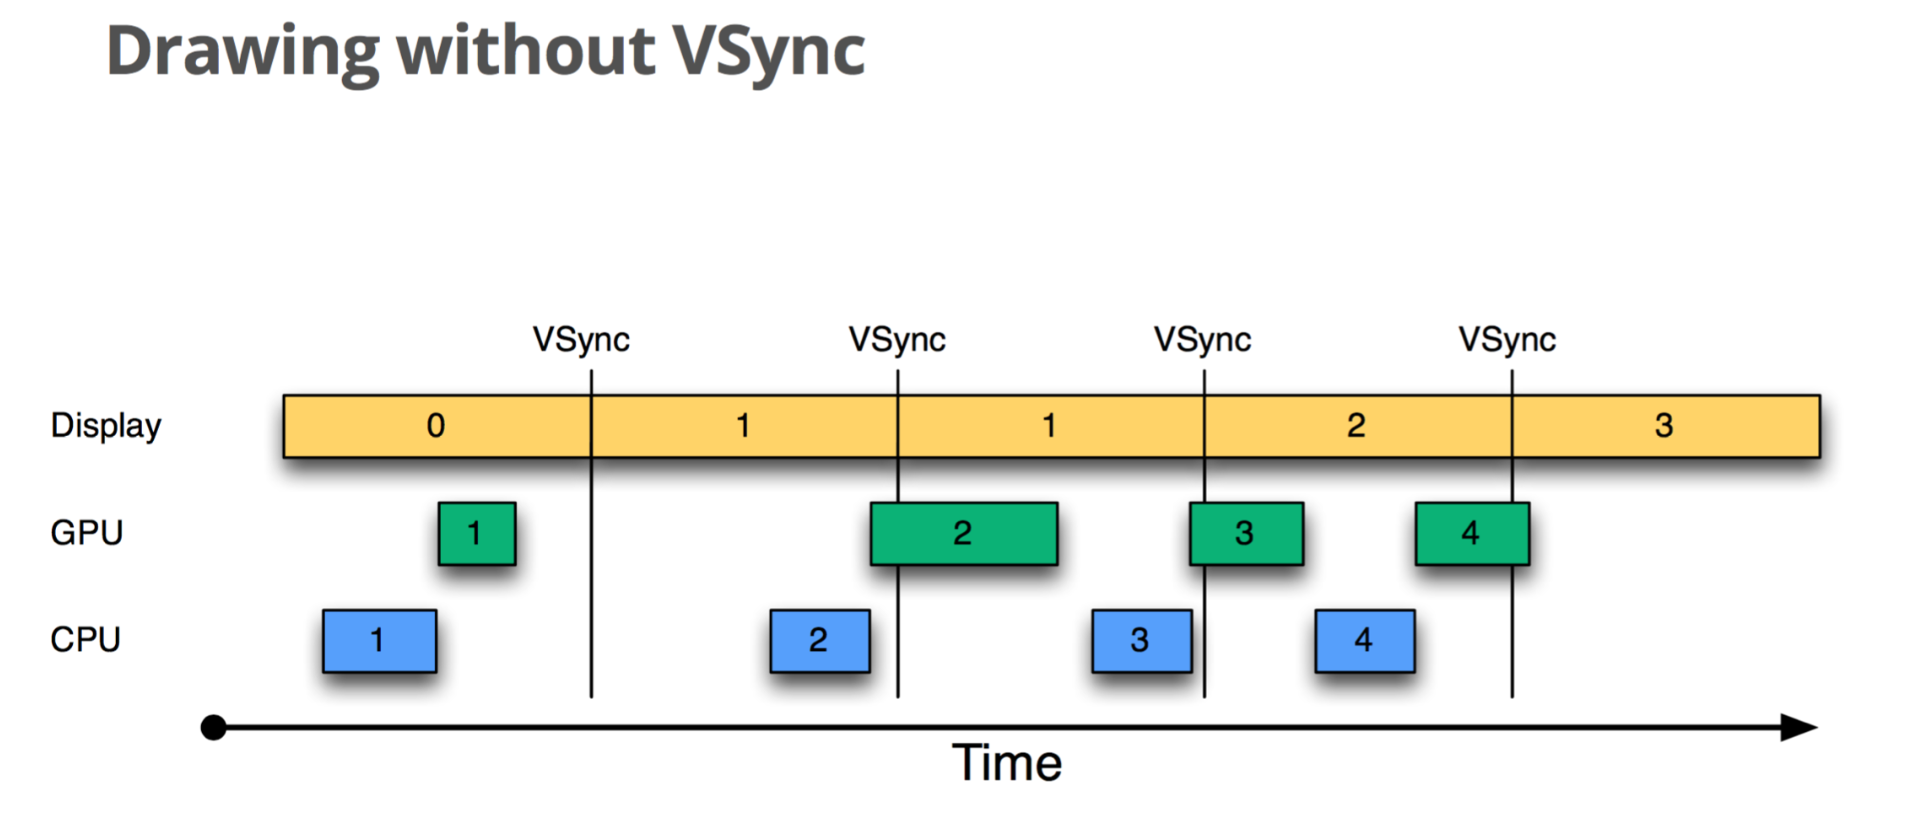 Drawing without VSync
VSync VSync VSync VSync
Display 0 1 1 2 3
GPU 1 2 3 4
CPU 1 2 3 4
Time